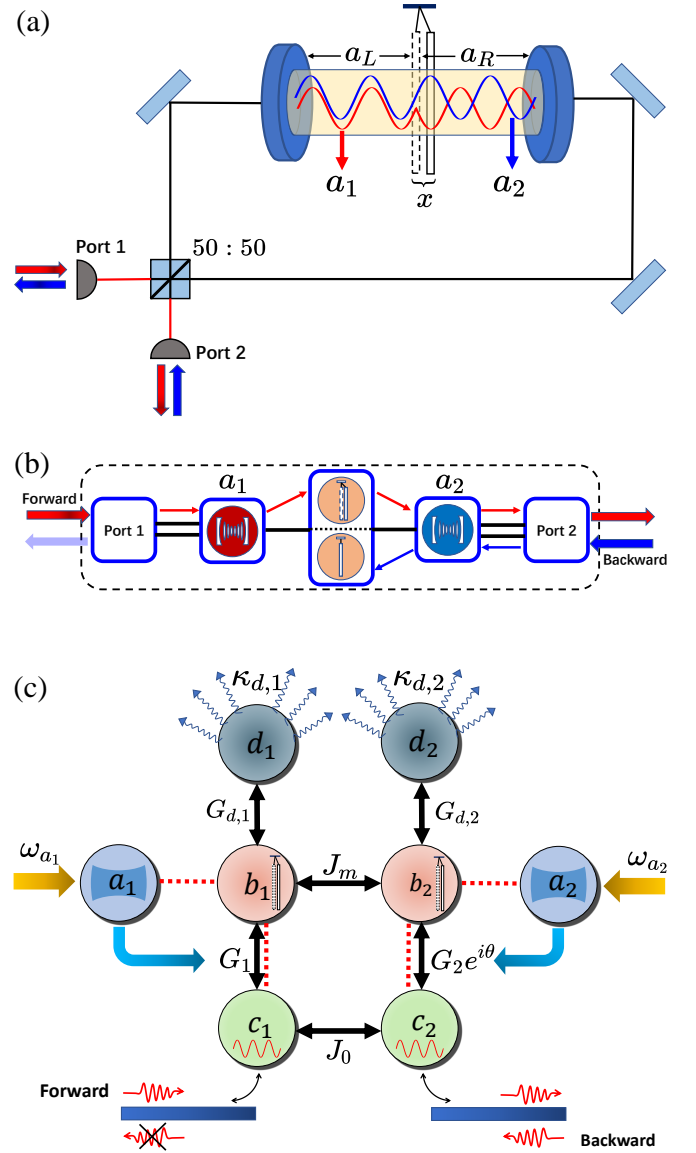 (a)
a_L
a_R
a_1
x
a_2
Port 1
50 : 50
Port 2
(b)
a_1
a_2
Forward
Port 1
Port 2
Backward
(c)
κ_{d,1}
κ_{d,2}
d_1
d_2
G_{d,1}
G_{d,2}
ω_{a_1}
a_1
b_1
J_m
b_2
a_2
ω_{a_2}
G_1
G_2e^{iθ}
c_1
c_2
J_0
Forward
Backward